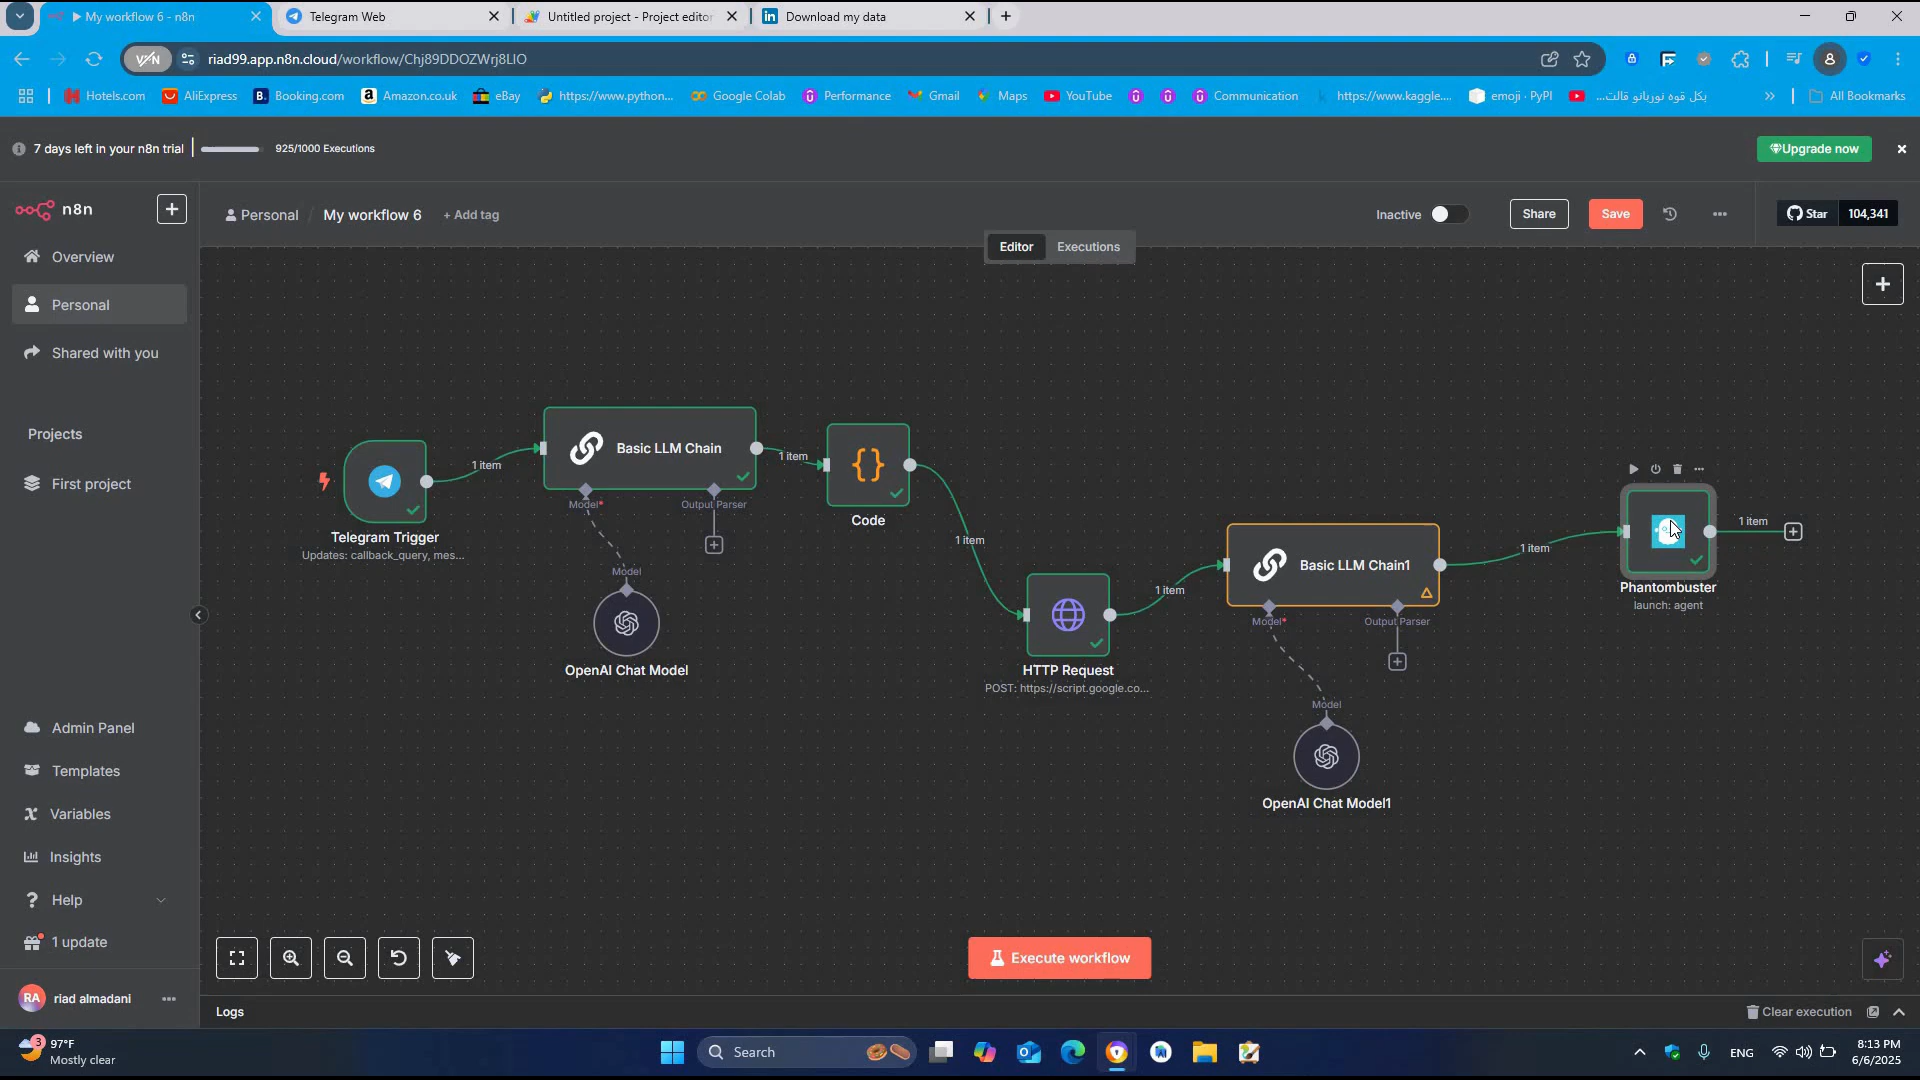 My workflow 6 - n8n
Telegram Web
Untitled project - Project editor
Download my data
VPN
riad99.app.n8n.cloud/workflow/Chj89DDOZWrj8LIO
Hotels.com
AliExpress
Booking.com
Amazon.co.uk
eBay
https://www.python...
Google Colab
Performance
Gmail
Maps
YouTube
Communication
https://www.kaggle....
emoji · PyPI
بكل قوه نوربانو قالت...
All Bookmarks
7 days left in your n8n trial
925/1000 Executions
Upgrade now
n8n
Personal / My workflow 6
+ Add tag
Inactive
Share
Save
Star
104,341
Editor
Executions
Overview
Personal
Shared with you
Projects
First project
Admin Panel
Templates
Variables
Insights
Help
1 update
RA
riad almadani
Telegram Trigger
Updates: callback_query, mes...
1 item
Basic LLM Chain
Model*
Output Parser
Model
OpenAI Chat Model
1 item
{}
Code
1 item
HTTP Request
POST: https://script.google.co...
1 item
Basic LLM Chain1
Model*
Output Parser
Model
OpenAI Chat Model1
1 item
Phantombuster
launch: agent
1 item
Execute workflow
Logs
Clear execution
3
97°F
Mostly clear
Search
ENG
8:13 PM
6/6/2025